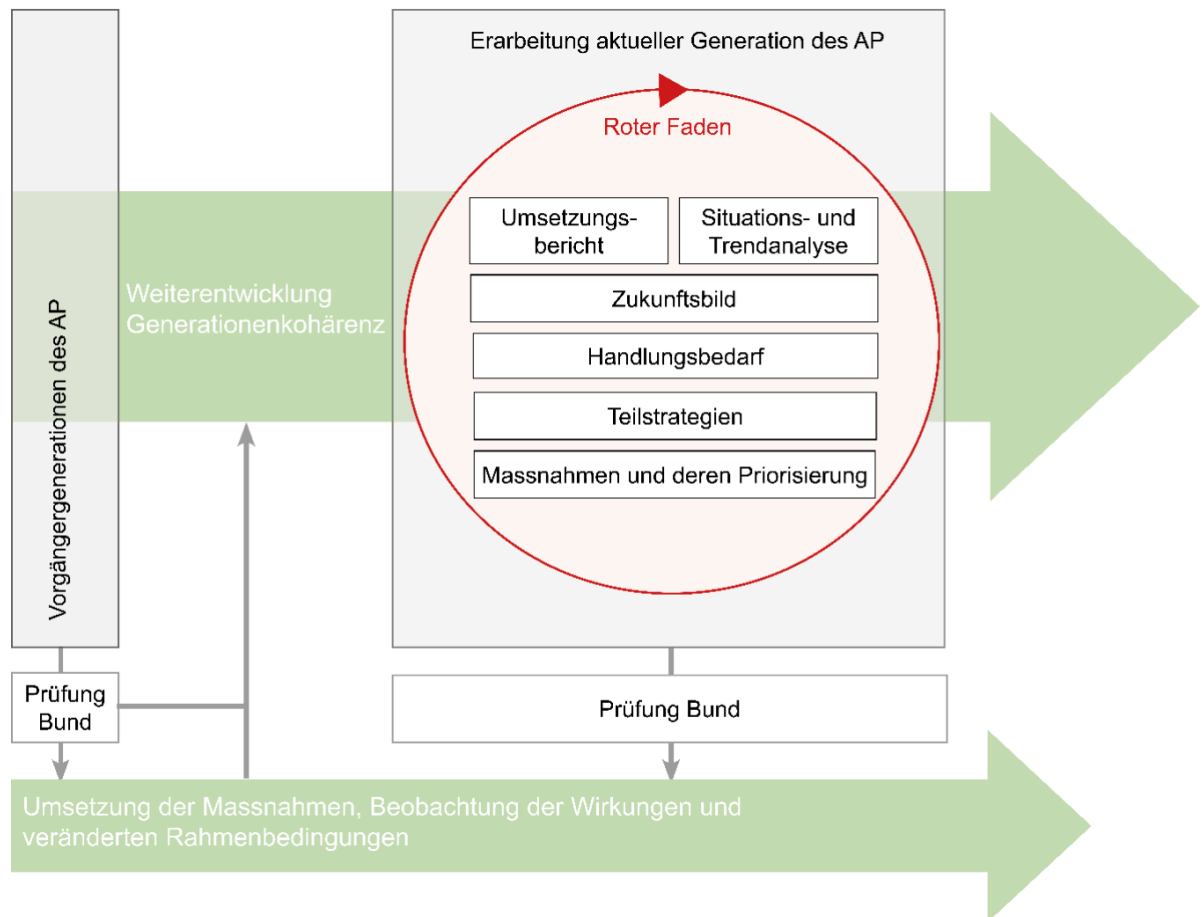 Erarbeitung aktueller Generation des AP
Roter Faden
Umsetzungs-
bericht
Situations- und
Trendanalyse
Zukunftsbild
Handlungsbedarf
Teilstrategien
Massnahmen und deren Priorisierung
Weiterentwicklung
Generationenkohärenz
Vorgängergenerationen des AP
Prüfung
Bund
Prüfung Bund
Umsetzung der Massnahmen, Beobachtung der Wirkungen und
veränderten Rahmenbedingungen